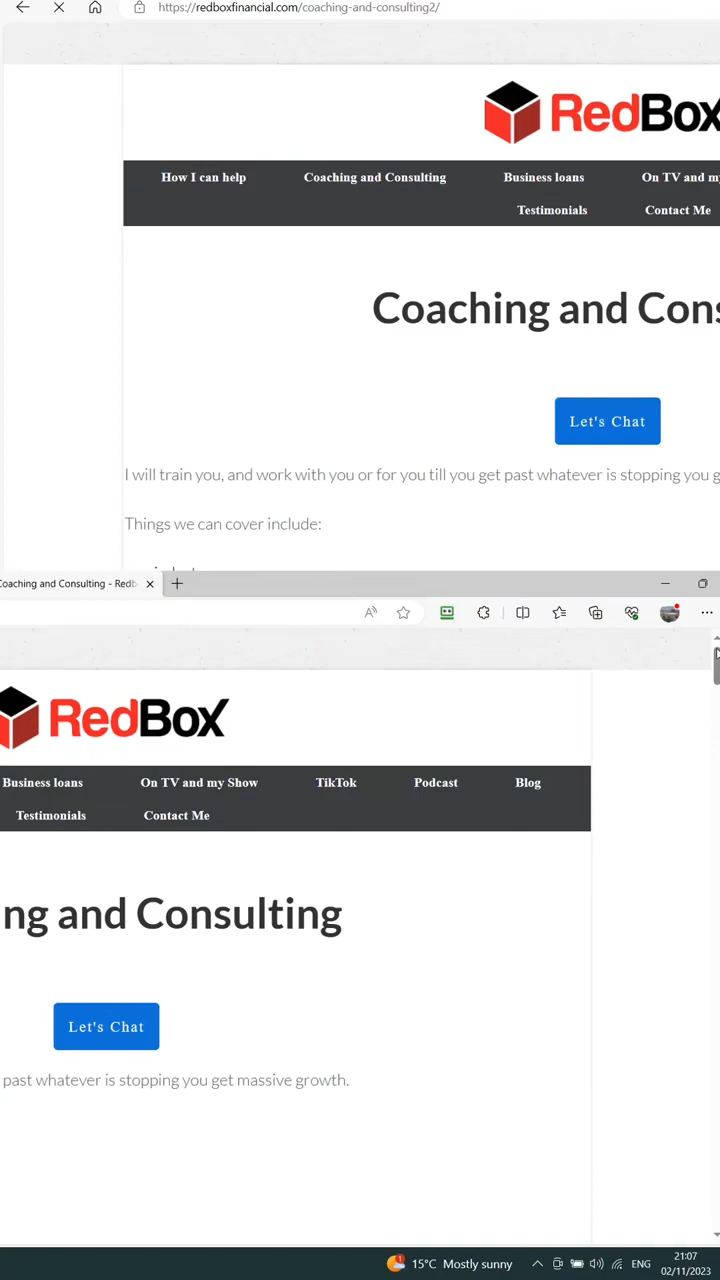 https://redboxfinancial.com/coaching-and-consulting2/
RedBox
How I can help
Coaching and Consulting
Business loans
On TV and my
Testimonials
Contact Me
Coaching and Cons
Let's Chat
I will train you, and work with you or for you till you get past whatever is stopping you g
Things we can cover include:
Coaching and Consulting - Redb
RedBox
Business loans
On TV and my Show
TikTok
Podcast
Blog
Testimonials
Contact Me
ng and Consulting
Let's Chat
past whatever is stopping you get massive growth.
15°C Mostly sunny
ENG
21:07
02/11/2023